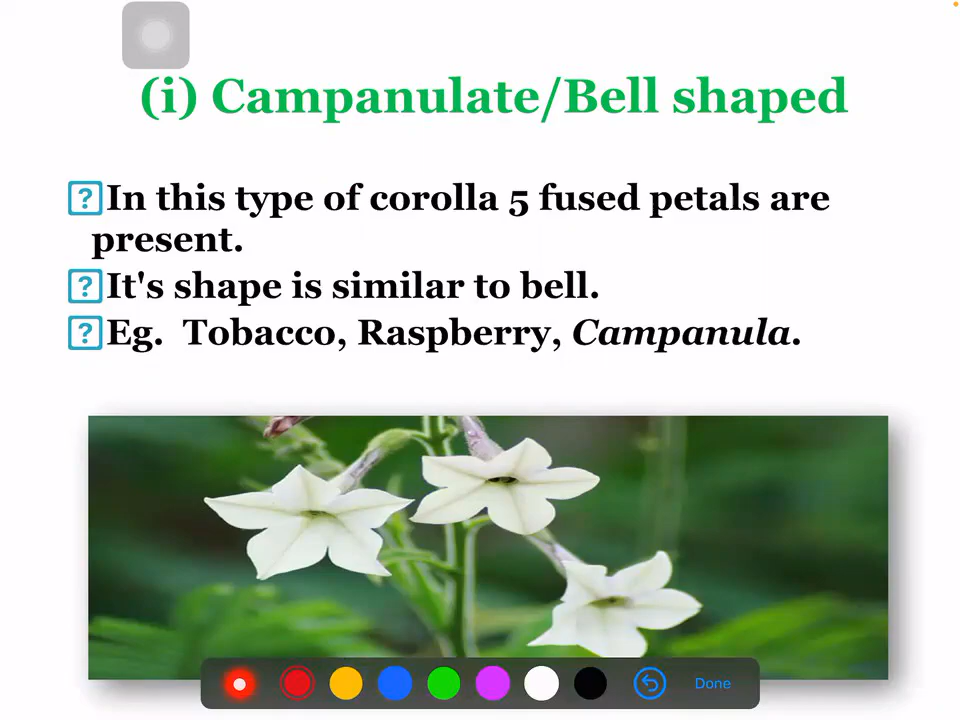 (i) Campanulate/Bell shaped
In this type of corolla 5 fused petals are
present.
It's shape is similar to bell.
Eg. Tobacco, Raspberry, Campanula.
Done